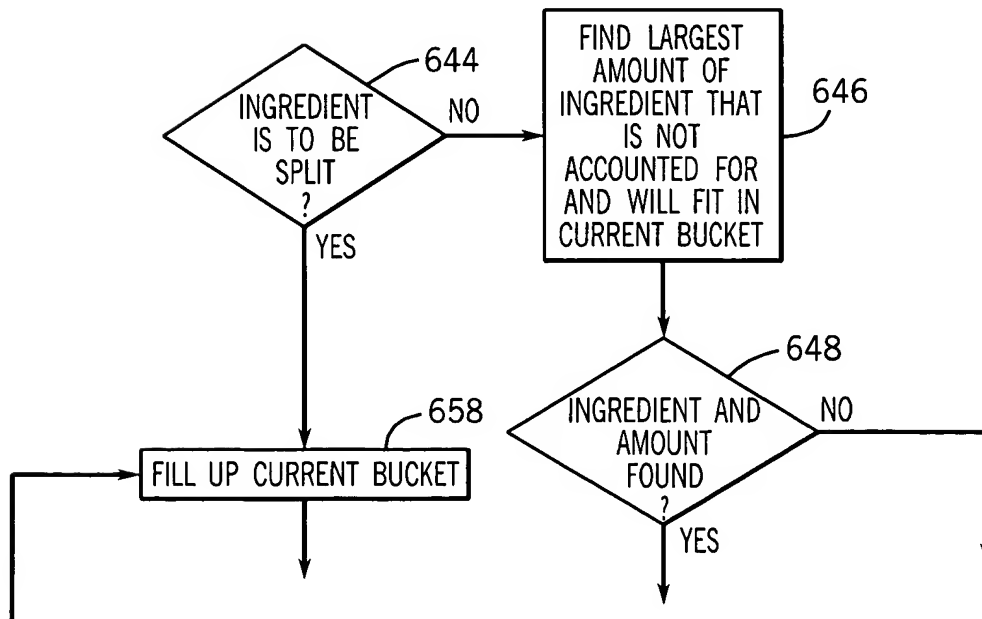 644
INGREDIENT
IS TO BE
SPLIT
?
NO
YES
FIND LARGEST
AMOUNT OF
INGREDIENT THAT
IS NOT
ACCOUNTED FOR
AND WILL FIT IN
CURRENT BUCKET
646
648
INGREDIENT AND
AMOUNT
FOUND
?
NO
YES
658
FILL UP CURRENT BUCKET